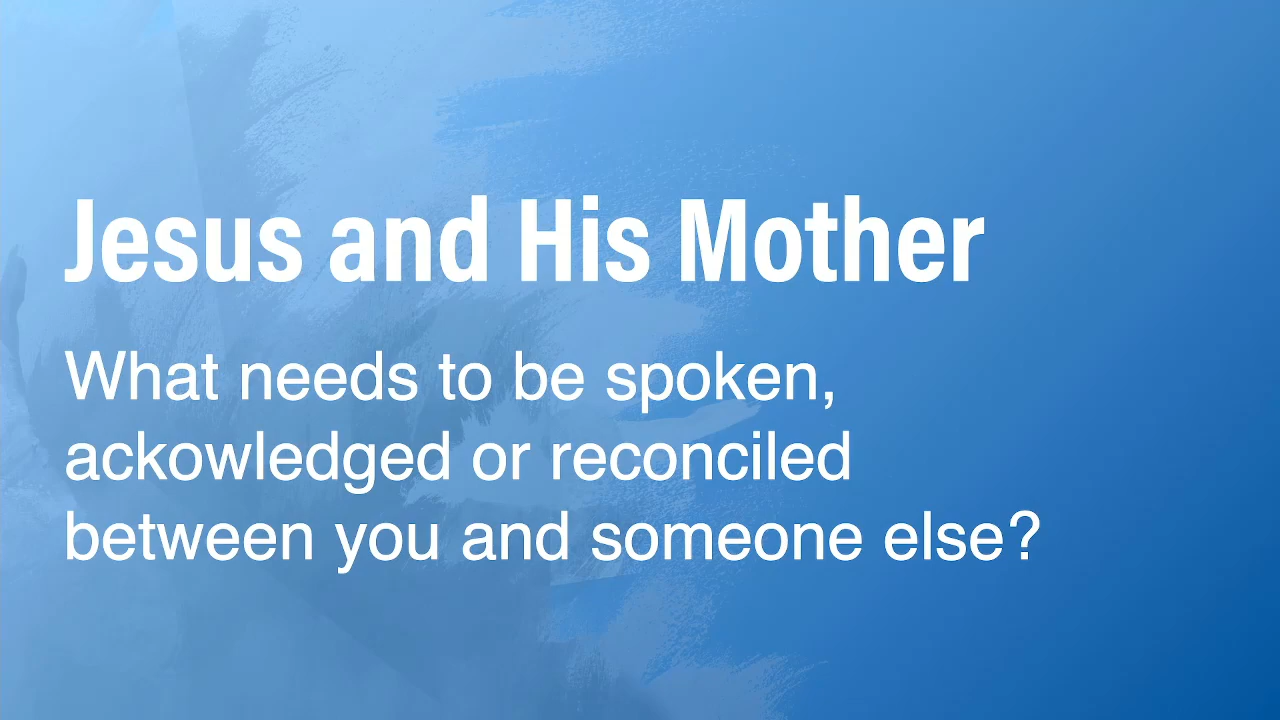 Jesus and His Mother
What needs to be spoken,
ackowledged or reconciled
between you and someone else?